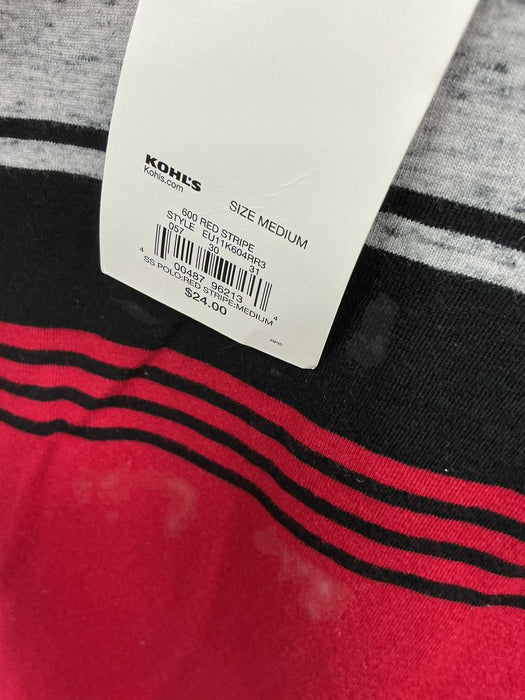 KOHL'S
Kohls.com
SIZE MEDIUM
600 RED STRIPE
STYLE EU11K604RR3
057 30 31
4 00487 96213 4
SS POLO:RED STRIPE:MEDIUM
$24.00